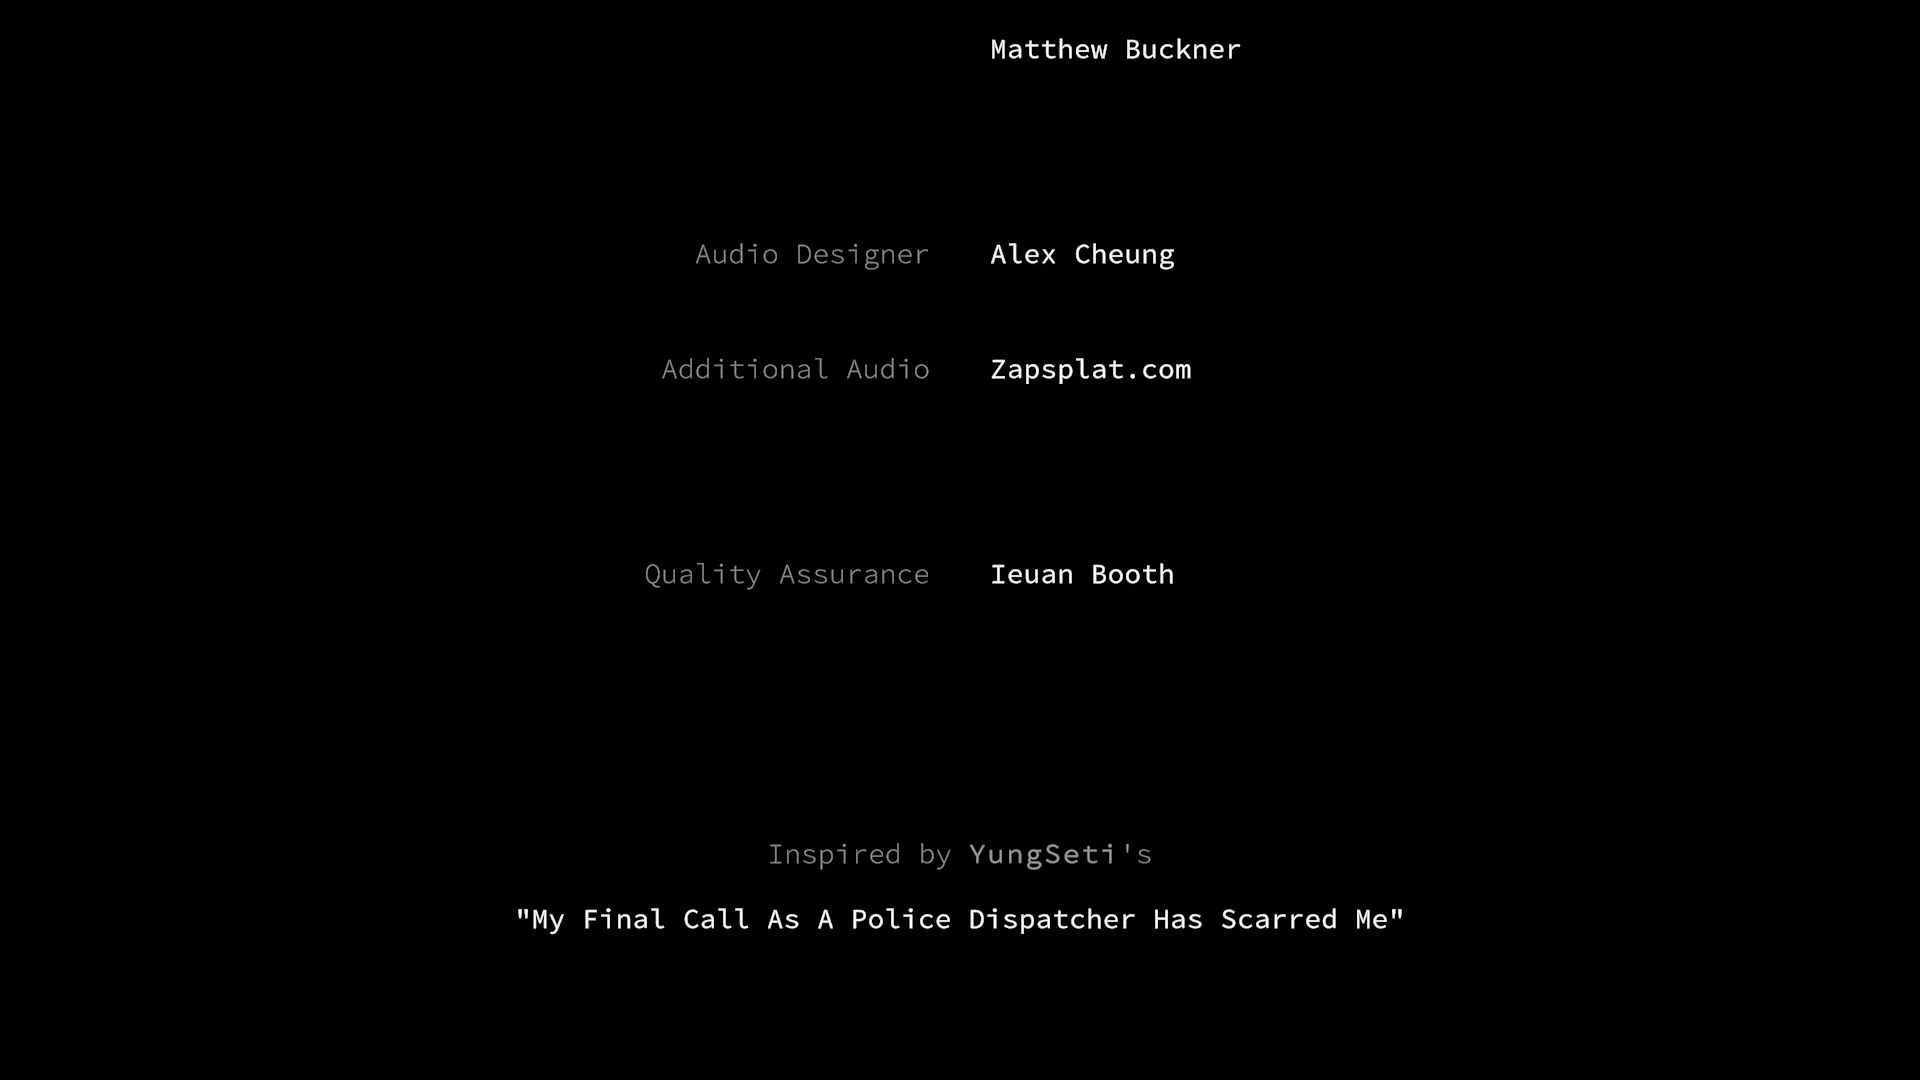 Matthew Buckner
Audio Designer Alex Cheung
Additional Audio Zapsplat.com
Quality Assurance Ieuan Booth
Inspired by YungSeti's
"My Final Call As A Police Dispatcher Has Scarred Me"